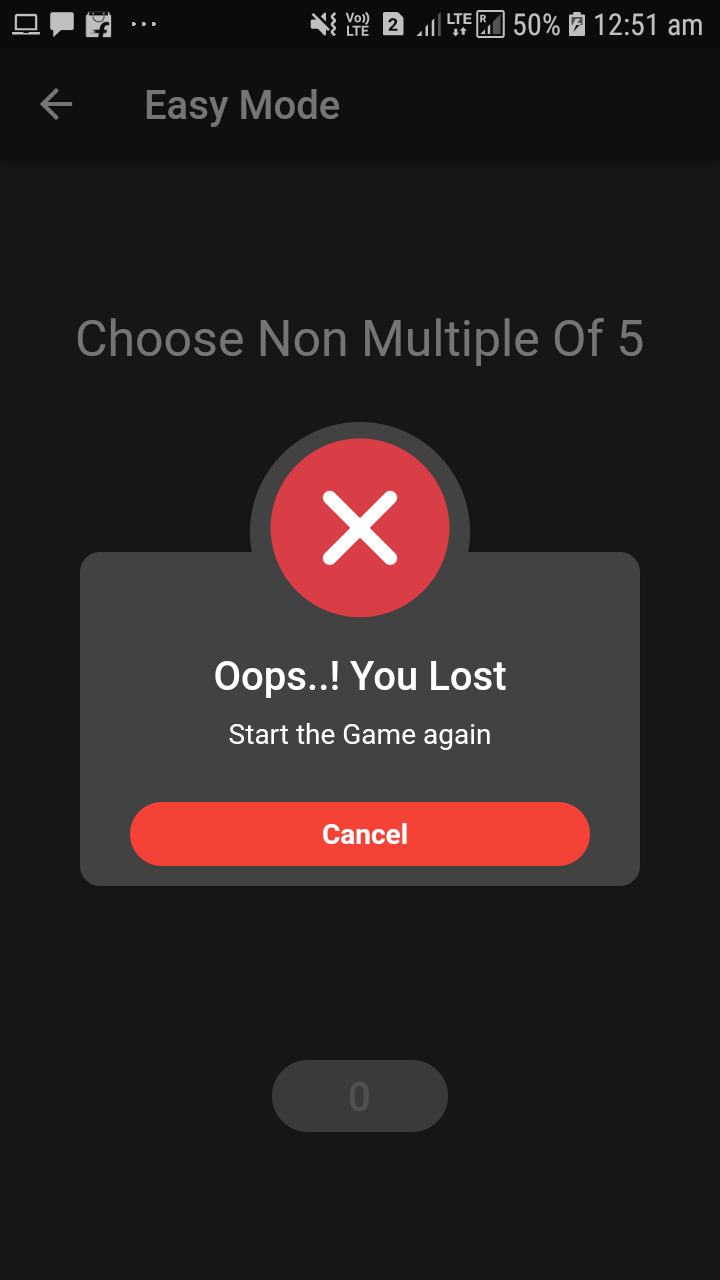 Vo)) LTE 2 LTE R 50% 12:51 am
Easy Mode
Choose Non Multiple Of 5
Oops..! You Lost
Start the Game again
Cancel
0